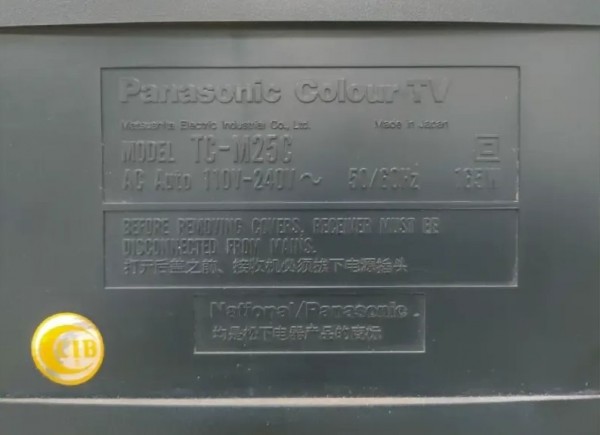 Panasonic Colour TV
Matsushita Electric Industrial Co., Ltd. Made in Japan
MODEL TC-M25C
AC Auto 110V-240V～ 50/60Hz 165W
BEFORE REMOVING COVERS, RECEIVER MUST BE
DISCONNECTED FROM MAINS.
打开后盖之前、接收机必须拔下电源插头
National/Panasonic
均是松下电器产品的商标
CIB